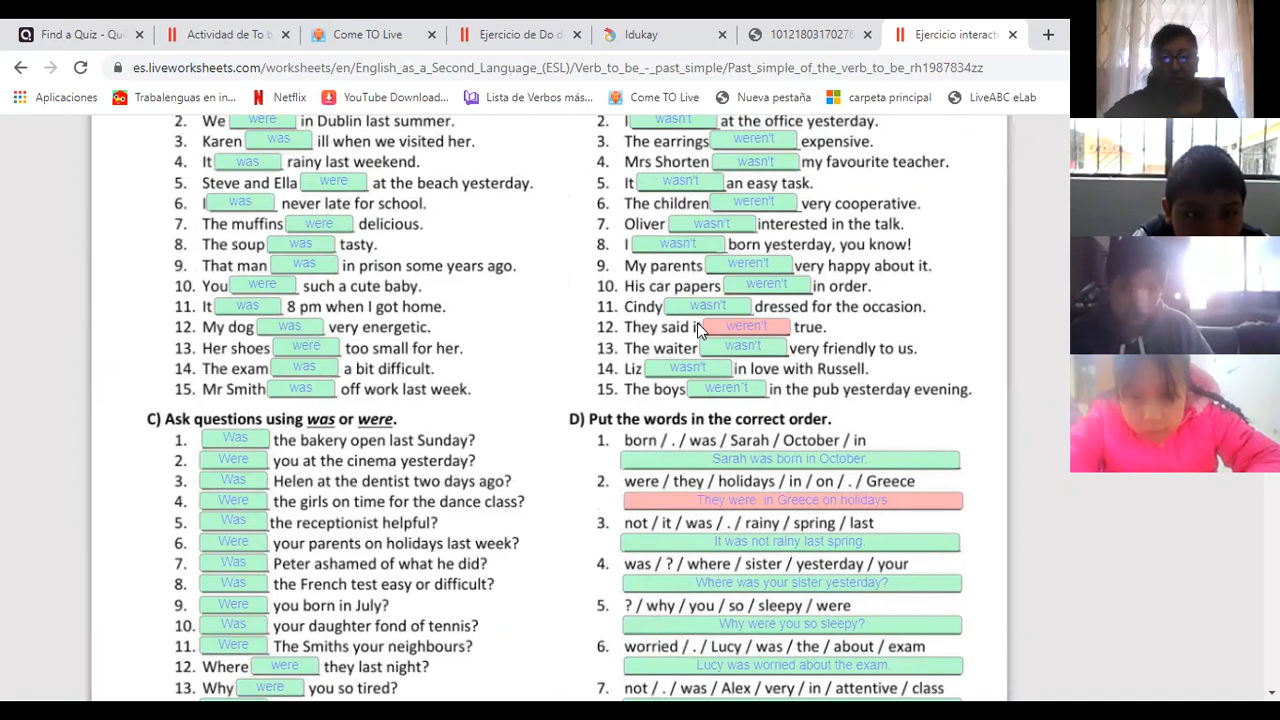 Find a Quiz - Qu
Actividad de To b
Come TO Live
Ejercicio de Do d
Idukay
10121803170276
Ejercicio interacti
es.liveworksheets.com/worksheets/en/English_as_a_Second_Language_(ESL)/Verb_to_be_-_past_simple/Past_simple_of_the_verb_to_be_rh1987834zz
Aplicaciones
Trabalenguas en in...
Netflix
YouTube Download...
Lista de Verbos más...
Come TO Live
Nueva pestaña
carpeta principal
LiveABC eLab
2. We were in Dublin last summer.
3. Karen was ill when we visited her.
4. It was rainy last weekend.
5. Steve and Ella were at the beach yesterday.
6. I was never late for school.
7. The muffins were delicious.
8. The soup was tasty.
9. That man was in prison some years ago.
10. You were such a cute baby.
11. It was 8 pm when I got home.
12. My dog was very energetic.
13. Her shoes were too small for her.
14. The exam was a bit difficult.
15. Mr Smith was off work last week.
2. I wasn't at the office yesterday.
3. The earrings weren't expensive.
4. Mrs Shorten wasn't my favourite teacher.
5. It wasn't an easy task.
6. The children weren't very cooperative.
7. Oliver wasn't interested in the talk.
8. I wasn't born yesterday, you know!
9. My parents weren't very happy about it.
10. His car papers weren't in order.
11. Cindy wasn't dressed for the occasion.
12. They said i weren't true.
13. The waiter wasn't very friendly to us.
14. Liz wasn't in love with Russell.
15. The boys weren´t in the pub yesterday evening.
C) Ask questions using was or were.
1. Was the bakery open last Sunday?
2. Were you at the cinema yesterday?
3. Was Helen at the dentist two days ago?
4. Were the girls on time for the dance class?
5. Was the receptionist helpful?
6. Were your parents on holidays last week?
7. Was Peter ashamed of what he did?
8. Was the French test easy or difficult?
9. Were you born in July?
10. Was your daughter fond of tennis?
11. Were The Smiths your neighbours?
12. Where were they last night?
13. Why were you so tired?
D) Put the words in the correct order.
1. born / . / was / Sarah / October / in
Sarah was born in October.
2. were / they / holidays / in / on / . / Greece
They were in Greece on holidays
3. not / it / was / . / rainy / spring / last
It was not rainy last spring.
4. was / ? / where / sister / yesterday / your
Where was your sister yesterday?
5. ? / why / you / so / sleepy / were
Why were you so sleepy?
6. worried / . / Lucy / was / the / about / exam
Lucy was worried about the exam.
7. not / . / was / Alex / very / in / attentive / class